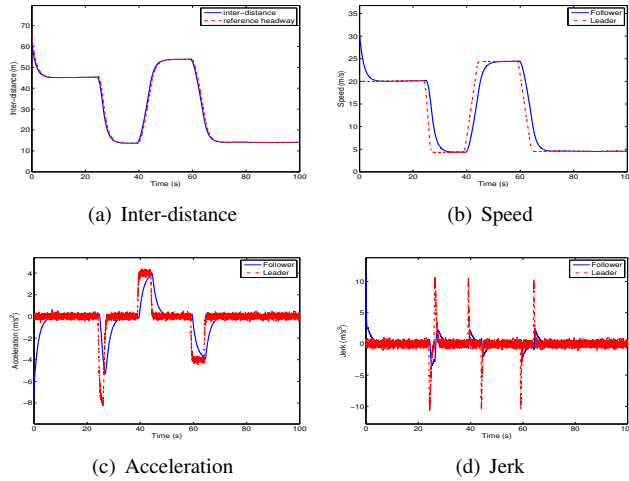 inter-distance
reference headway
Inter-distance (m)
70
60
50
40
30
20
10
0
0
20
40
60
80
100
Time (s)
(a) Inter-distance
Follower
Leader
Speed (m/s)
35
30
25
20
15
10
5
0
0
20
40
60
80
100
Time (s)
(b) Speed
Follower
Leader
Acceleration (m/s²)
4
2
0
−2
−4
−6
−8
0
20
40
60
80
100
Time (s)
(c) Acceleration
Follower
Leader
Jerk (m/s³)
10
5
0
−5
−10
0
20
40
60
80
100
Time (s)
(d) Jerk